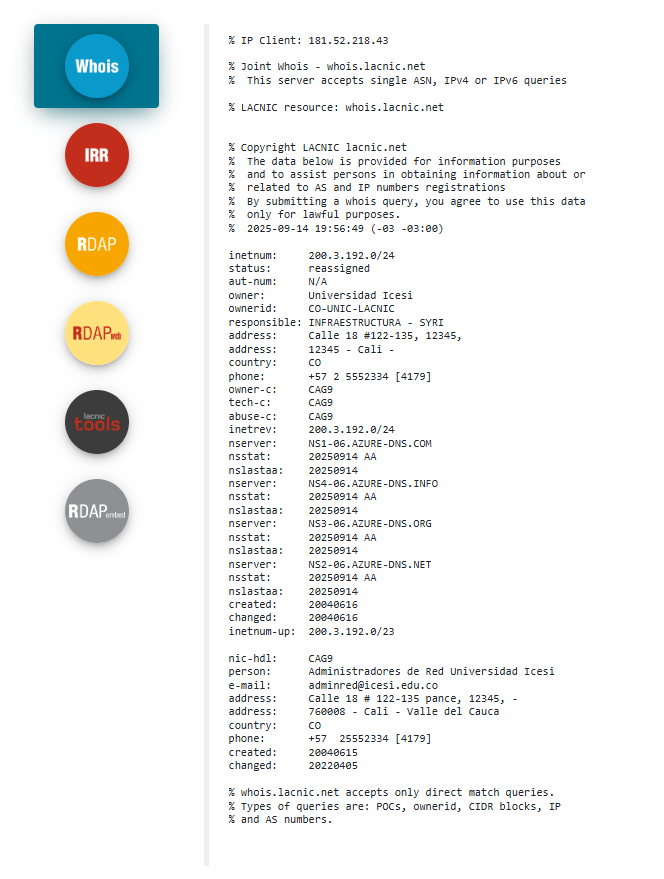 Whois
IRR
RDAP
RDAPweb
lacnic
tools
RDAPembed
% IP Client: 181.52.218.43
% Joint Whois - whois.lacnic.net
%  This server accepts single ASN, IPv4 or IPv6 queries
% LACNIC resource: whois.lacnic.net
% Copyright LACNIC lacnic.net
%  The data below is provided for information purposes
%  and to assist persons in obtaining information about or
%  related to AS and IP numbers registrations
%  By submitting a whois query, you agree to use this data
%  only for lawful purposes.
%  2025-09-14 19:56:49 (-03 -03:00)
inetnum:     200.3.192.0/24
status:      reassigned
aut-num:     N/A
owner:       Universidad Icesi
ownerid:     CO-UNIC-LACNIC
responsible: INFRAESTRUCTURA - SYRI
address:     Calle 18 #122-135, 12345,
address:     12345 - Cali -
country:     CO
phone:       +57 2 5552334 [4179]
owner-c:     CAG9
tech-c:      CAG9
abuse-c:     CAG9
inetrev:     200.3.192.0/24
nserver:     NS1-06.AZURE-DNS.COM
nsstat:      20250914 AA
nslastaa:    20250914
nserver:     NS4-06.AZURE-DNS.INFO
nsstat:      20250914 AA
nslastaa:    20250914
nserver:     NS3-06.AZURE-DNS.ORG
nsstat:      20250914 AA
nslastaa:    20250914
nserver:     NS2-06.AZURE-DNS.NET
nsstat:      20250914 AA
nslastaa:    20250914
created:     20040616
changed:     20040616
inetnum-up:  200.3.192.0/23
nic-hdl:     CAG9
person:      Administradores de Red Universidad Icesi
e-mail:      adminred@icesi.edu.co
address:     Calle 18 # 122-135 pance, 12345, -
address:     760008 - Cali - Valle del Cauca
country:     CO
phone:       +57  25552334 [4179]
created:     20040615
changed:     20220405
% whois.lacnic.net accepts only direct match queries.
% Types of queries are: POCs, ownerid, CIDR blocks, IP
% and AS numbers.